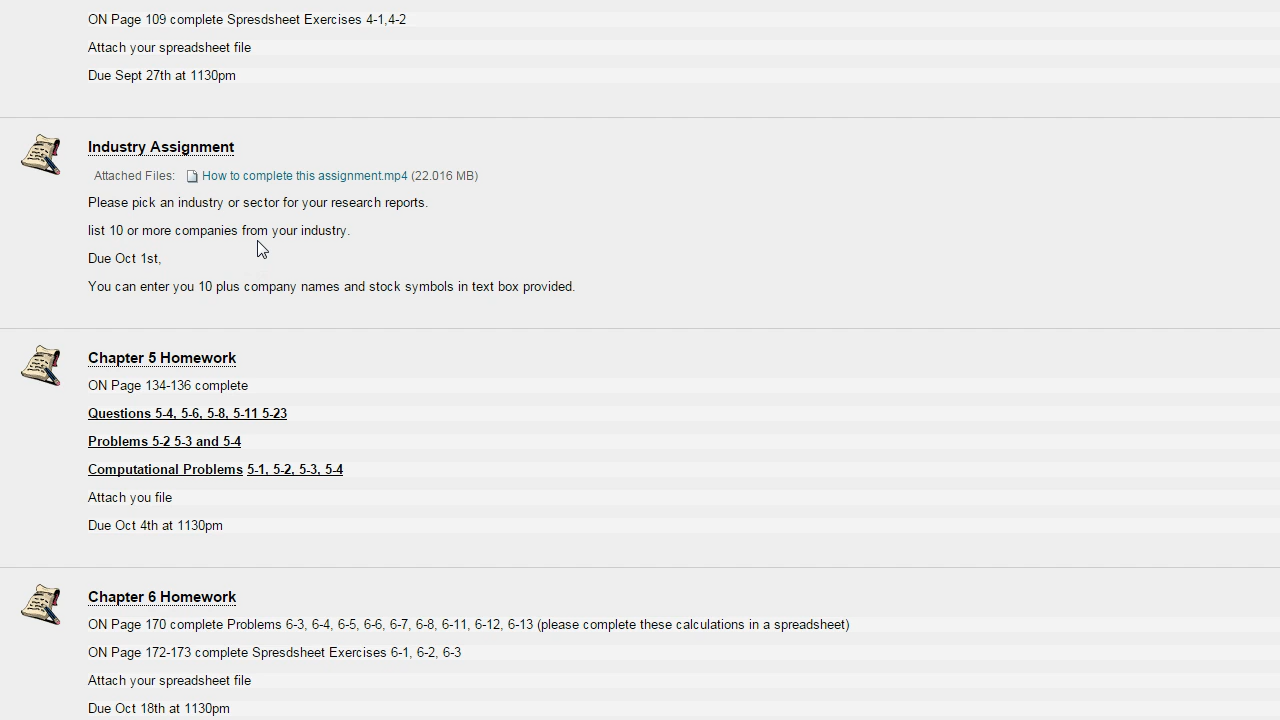 ON Page 109 complete Spresdsheet Exercises 4-1,4-2
Attach your spreadsheet file
Due Sept 27th at 1130pm
Industry Assignment
Attached Files: How to complete this assignment.mp4 (22.016 MB)
Please pick an industry or sector for your research reports.
list 10 or more companies from your industry.
Due Oct 1st,
You can enter you 10 plus company names and stock symbols in text box provided.
Chapter 5 Homework
ON Page 134-136 complete
Questions 5-4, 5-6, 5-8, 5-11 5-23
Problems 5-2 5-3 and 5-4
Computational Problems 5-1, 5-2, 5-3, 5-4
Attach you file
Due Oct 4th at 1130pm
Chapter 6 Homework
ON Page 170 complete Problems 6-3, 6-4, 6-5, 6-6, 6-7, 6-8, 6-11, 6-12, 6-13 (please complete these calculations in a spreadsheet)
ON Page 172-173 complete Spresdsheet Exercises 6-1, 6-2, 6-3
Attach your spreadsheet file
Due Oct 18th at 1130pm